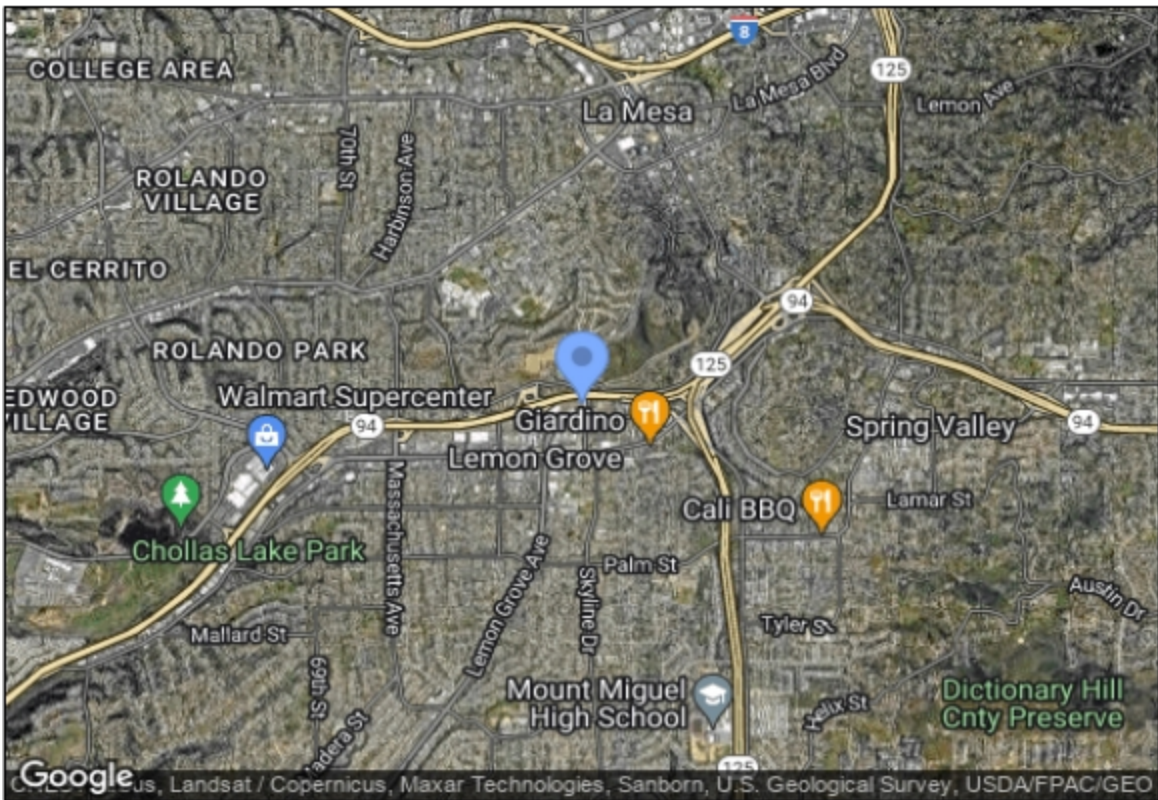 8
COLLEGE AREA
125
La Mesa Blvd
Lemon Ave
La Mesa
70th St
Harbinson Ave
ROLANDO
VILLAGE
EL CERRITO
94
ROLANDO PARK
125
EDWOOD
VILLAGE
Walmart Supercenter
94
Giardino
Spring Valley
94
Lemon Grove
Massachusetts Ave
Cali BBQ
Lamar St
Chollas Lake Park
Lemon Grove Ave
Palm St
Skyline Dr
Austin Dr
Mallard St
Tyler St
69th St
Mount Miguel
High School
Helix St
Dictionary Hill
Cnty Preserve
adera St
125
Google
us, Landsat / Copernicus, Maxar Technologies, Sanborn, U.S. Geological Survey, USDA/FPAC/GEO